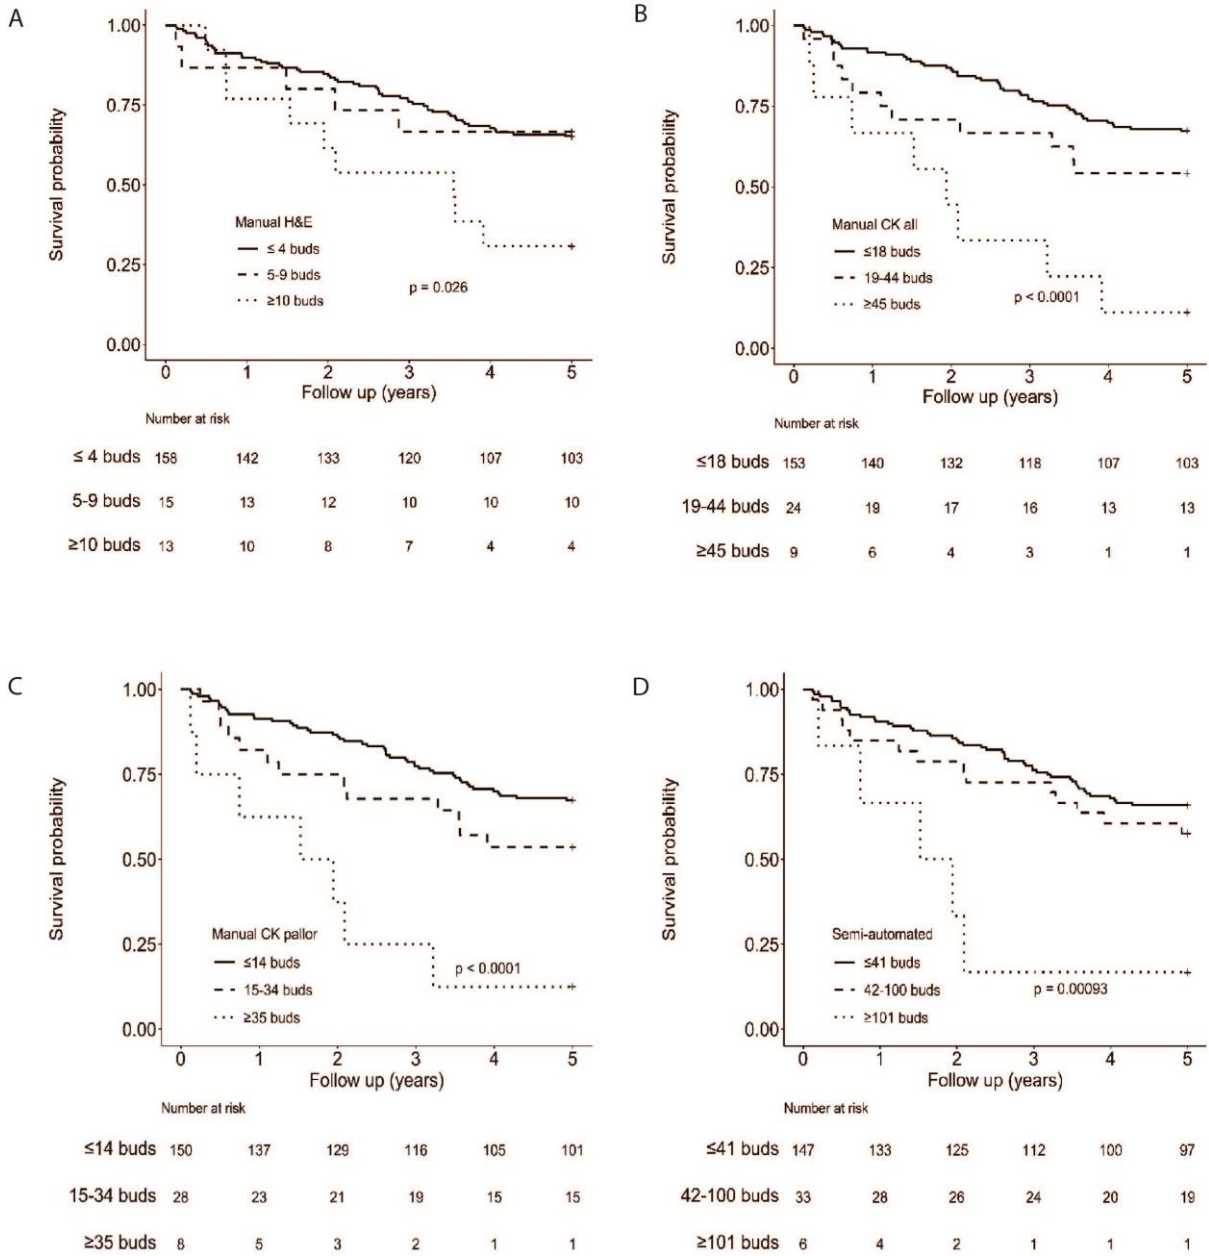 A
1.00
0.75
0.50
0.25
0.00
Survival probability
Manual H&E
≤ 4 buds
5-9 buds
≥10 buds
p = 0.026
0 1 2 3 4 5
Follow up (years)
Number at risk
≤ 4 buds 158 142 133 120 107 103
5-9 buds 15 13 12 10 10 10
≥10 buds 13 10 8 7 4 4
B
1.00
0.75
0.50
0.25
0.00
Survival probability
Manual CK all
≤18 buds
19-44 buds
≥45 buds
p < 0.0001
0 1 2 3 4 5
Follow up (years)
Number at risk
≤18 buds 153 140 132 118 107 103
19-44 buds 24 19 17 16 13 13
≥45 buds 9 6 4 3 1 1
C
1.00
0.75
0.50
0.25
0.00
Survival probability
Manual CK pallor
≤14 buds
15-34 buds
≥35 buds
p < 0.0001
0 1 2 3 4 5
Follow up (years)
Number at risk
≤14 buds 150 137 129 116 105 101
15-34 buds 28 23 21 19 15 15
≥35 buds 8 5 3 2 1 1
D
1.00
0.75
0.50
0.25
0.00
Survival probability
Semi-automated
≤41 buds
42-100 buds
≥101 buds
p = 0.00093
0 1 2 3 4 5
Follow up (years)
Number at risk
≤41 buds 147 133 125 112 100 97
42-100 buds 33 28 26 24 20 19
≥101 buds 6 4 2 1 1 1